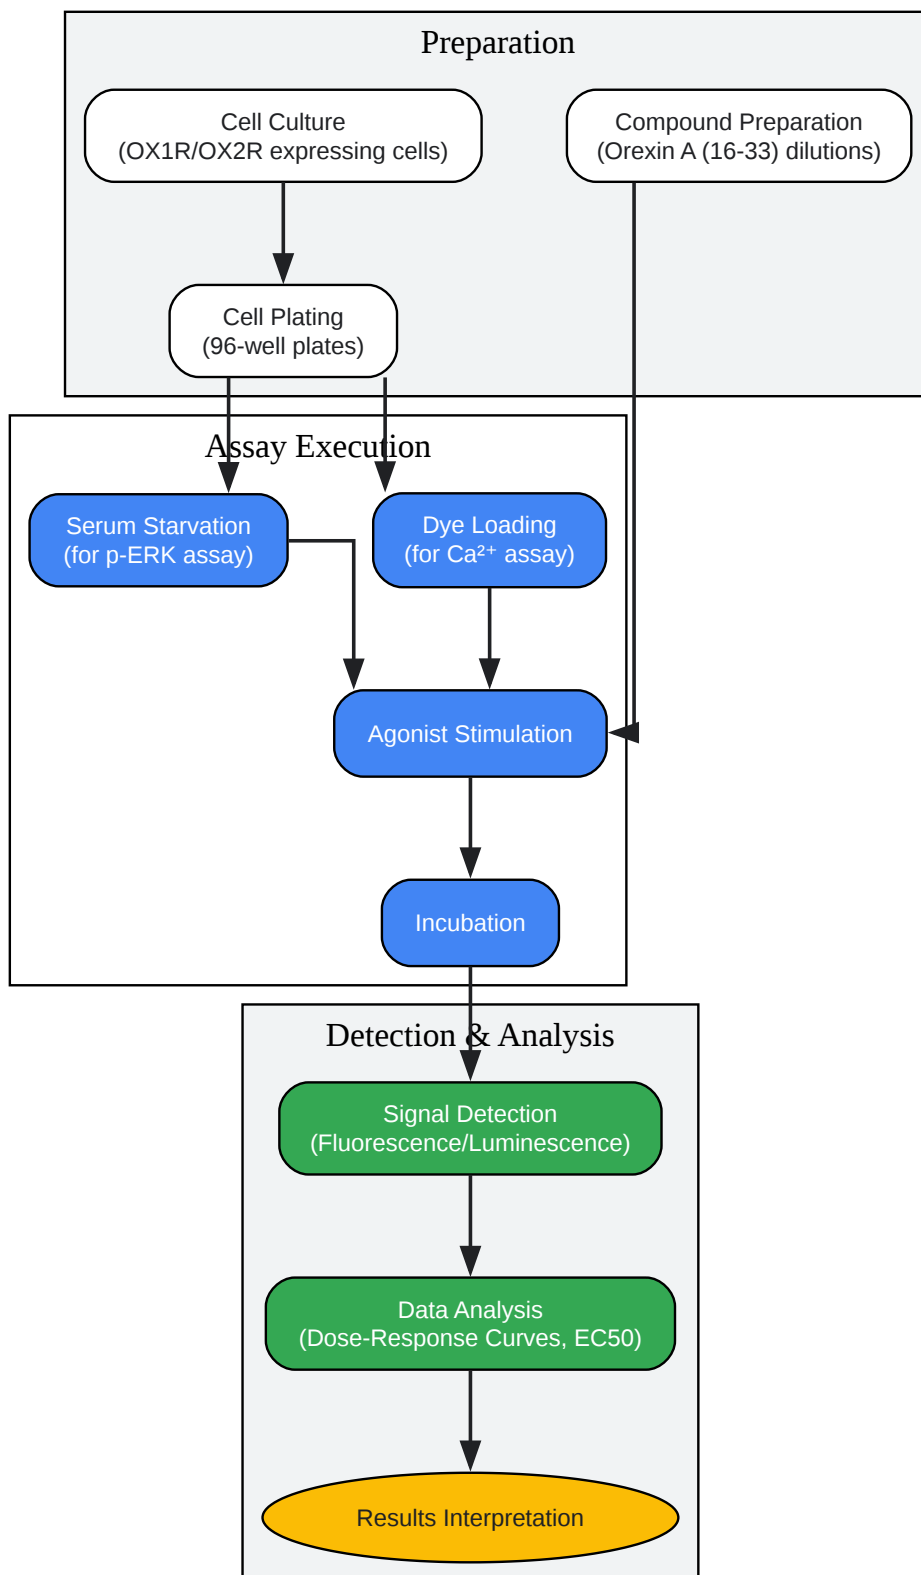 Preparation
Cell Culture
(OX1R/OX2R expressing cells)
Compound Preparation
(Orexin A (16-33) dilutions)
Cell Plating
(96-well plates)
Assay Execution
Serum Starvation
(for p-ERK assay)
Dye Loading
(for Ca²⁺ assay)
Agonist Stimulation
Incubation
Detection & Analysis
Signal Detection
(Fluorescence/Luminescence)
Data Analysis
(Dose-Response Curves, EC50)
Results Interpretation